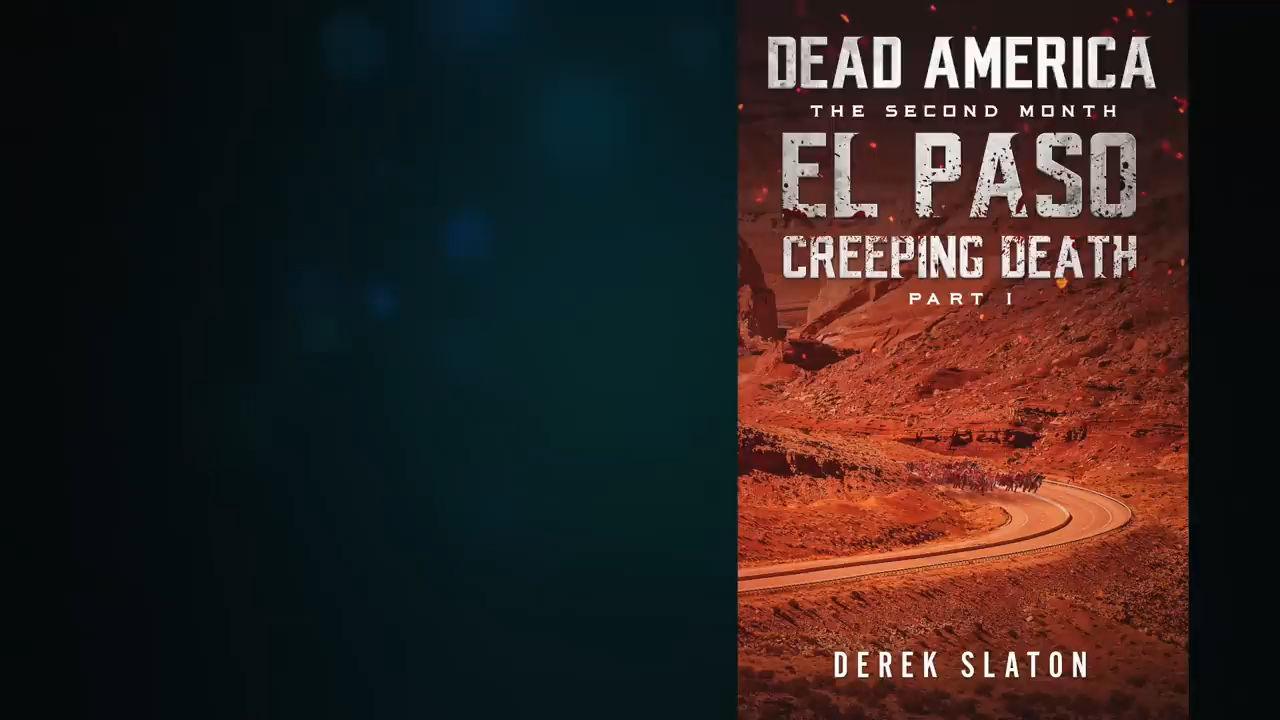 DEAD AMERICA
THE SECOND MONTH
EL PASO
CREEPING DEATH
PART I
DEREK SLATON